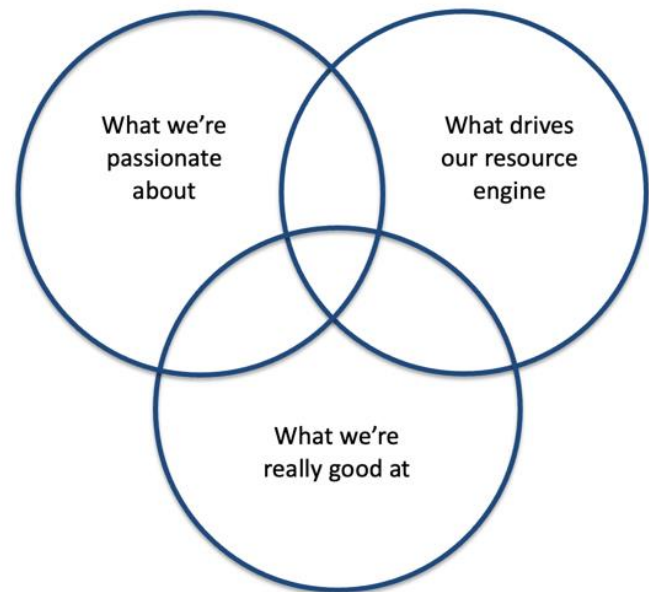 What we're
passionate
about
What drives
our resource
engine
What we're
really good at